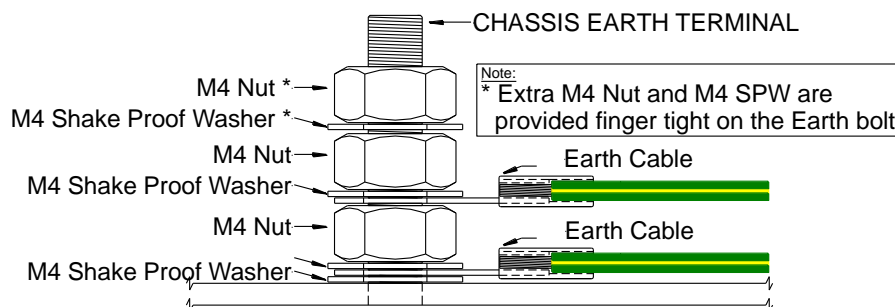 CHASSIS EARTH TERMINAL
Note:
* Extra M4 Nut and M4 SPW are
provided finger tight on the Earth bolt
M4 Nut *
M4 Shake Proof Washer *
M4 Nut
Earth Cable
M4 Shake Proof Washer
M4 Nut
Earth Cable
M4 Shake Proof Washer